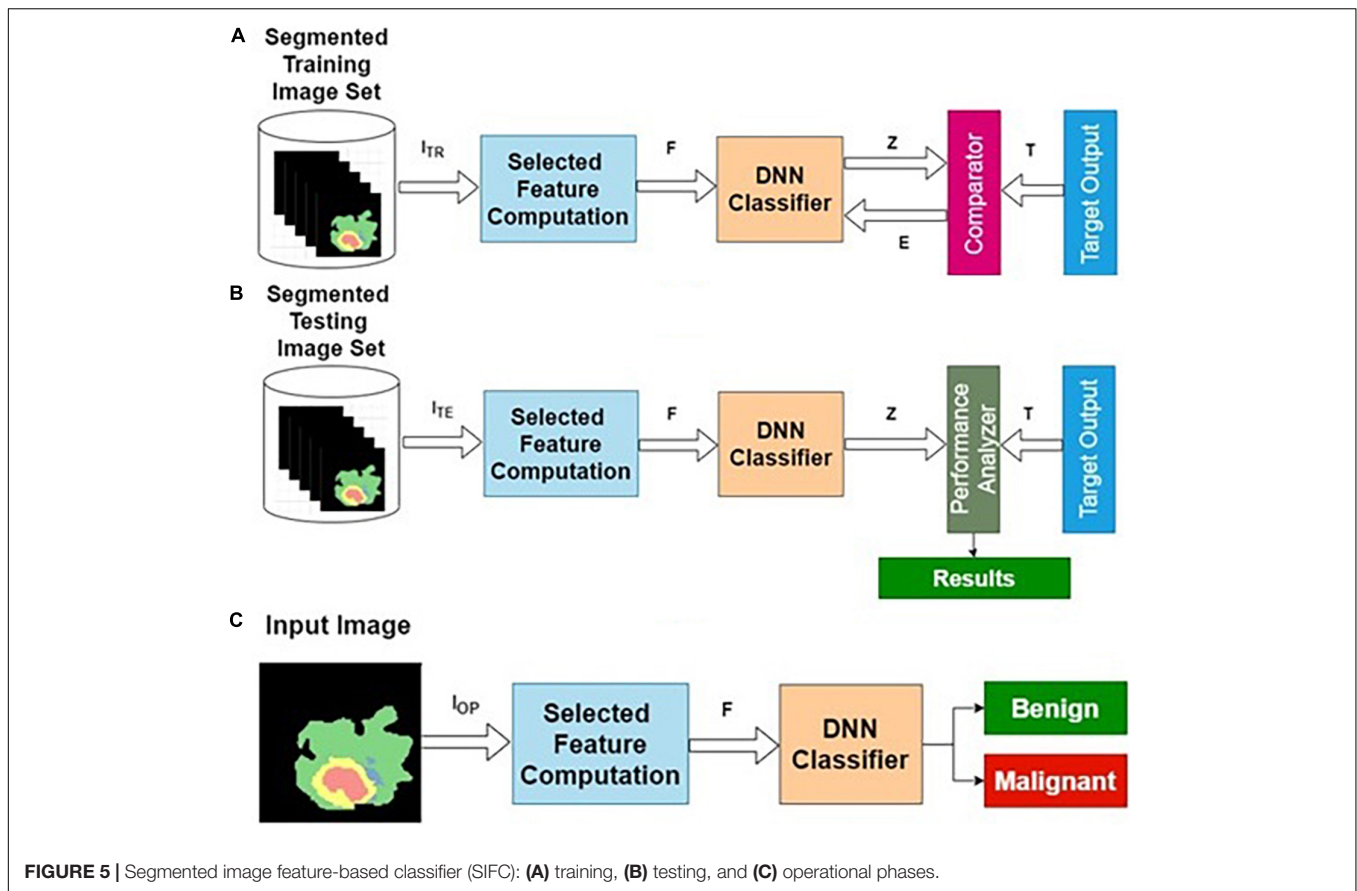 A
Segmented
Training
Image Set
I_TR
Selected
Feature
Computation
F
DNN
Classifier
Z
E
Comparator
T
Target Output
B
Segmented
Testing
Image Set
I_TE
Selected
Feature
Computation
F
DNN
Classifier
Z
Performance
Analyzer
T
Target Output
Results
C
Input Image
I_OP
Selected
Feature
Computation
F
DNN
Classifier
Benign
Malignant
FIGURE 5 | Segmented image feature-based classifier (SIFC): (A) training, (B) testing, and (C) operational phases.